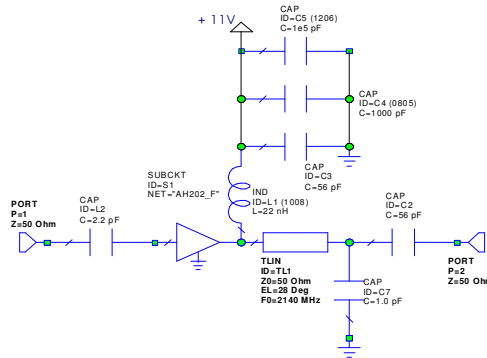 CAP
ID=C5 (1206)
C=1e5 pF
+ 11V
CAP
ID=C4 (0805)
C=1000 pF
CAP
ID=C3
C=56 pF
SUBCKT
ID=S1
NET="AH202_F"
IND
ID=L1 (1008)
L=22 nH
CAP
ID=L2
C=2.2 pF
PORT
P=1
Z=50 Ohm
CAP
ID=C2
C=56 pF
TLIN
ID=TL1
Z0=50 Ohm
EL=28 Deg
F0=2140 MHz
CAP
ID=C7
C=1.0 pF
PORT
P=2
Z=50 Ohm